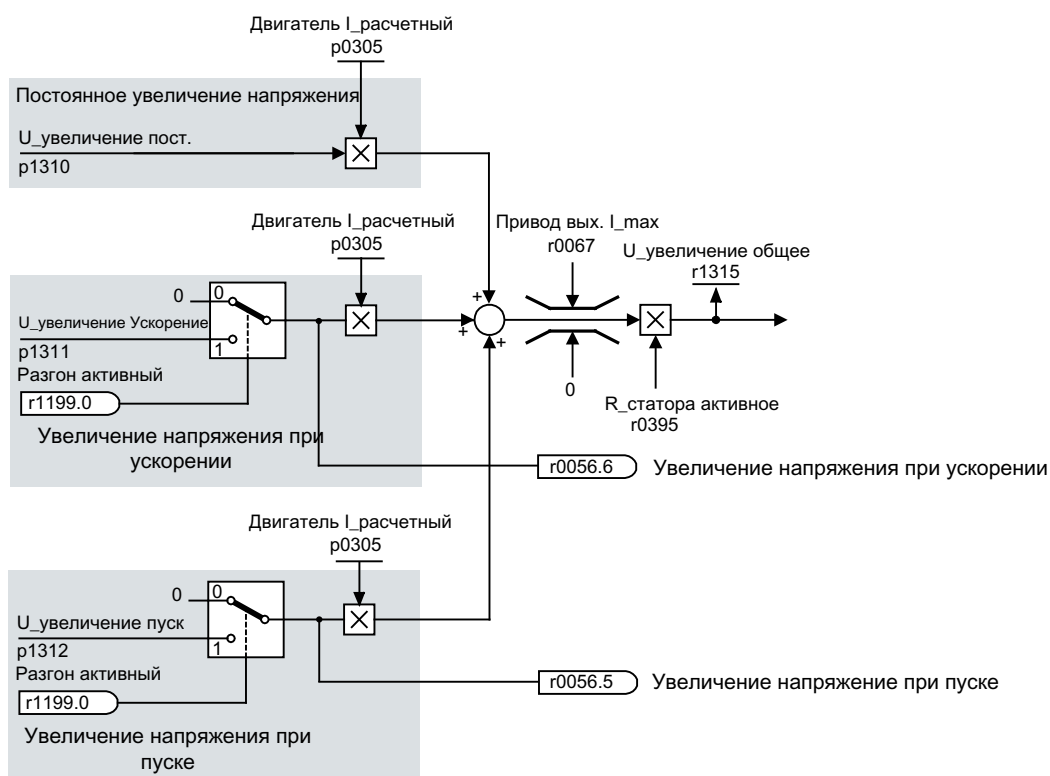 Двигатель I_расчетный
p0305
Постоянное увеличение напряжения
U_увеличение пост.
p1310
Двигатель I_расчетный
p0305
Привод вых. I_max
r0067
U_увеличение общее
r1315
0
0
U_увеличение Ускорение
p1311
1
Разгон активный
r1199.0
Увеличение напряжения при
ускорении
+
+
+
0
R_статора активное
r0395
r0056.6
Увеличение напряжения при ускорении
Двигатель I_расчетный
p0305
0
0
U_увеличение пуск
p1312
1
Разгон активный
r1199.0
Увеличение напряжения при
пуске
r0056.5
Увеличение напряжение при пуске